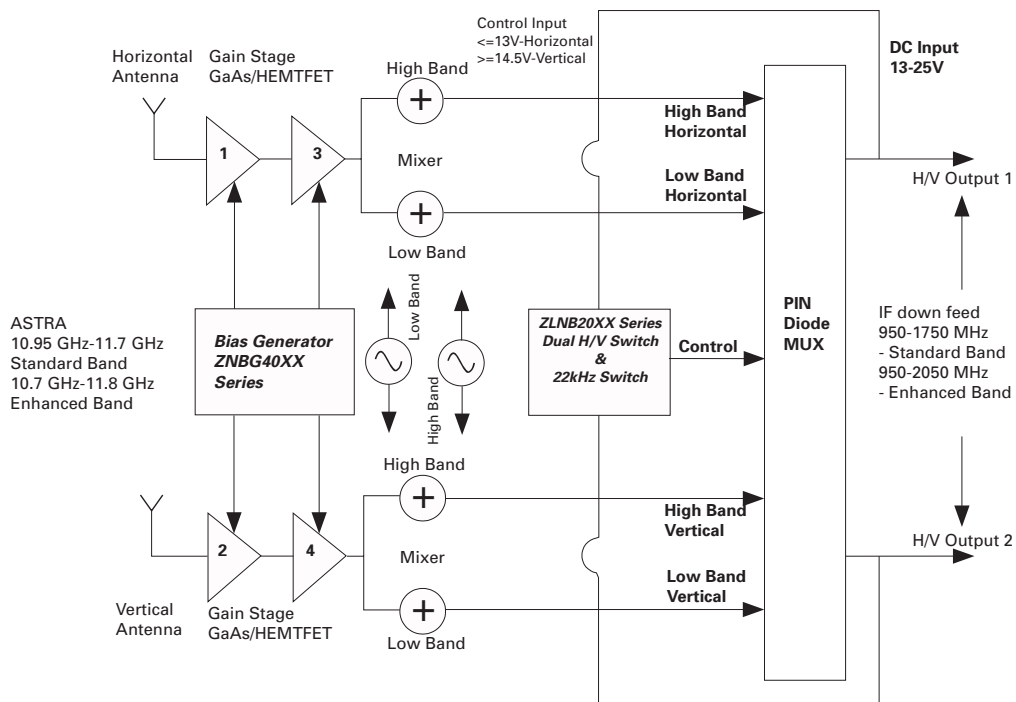 Control Input
<=13V-Horizontal
>=14.5V-Vertical
DC Input
13-25V
Horizontal
Antenna
Gain Stage
GaAs/HEMTFET
High Band
1
3
Mixer
Low Band
High Band
Horizontal
Low Band
Horizontal
H/V Output 1
ASTRA
10.95 GHz-11.7 GHz
Standard Band
10.7 GHz-11.8 GHz
Enhanced Band
Bias Generator
ZNBG40XX
Series
Low Band
High Band
ZLNB20XX Series
Dual H/V Switch
&
22kHz Switch
Control
PIN
Diode
MUX
IF down feed
950-1750 MHz
- Standard Band
950-2050 MHz
- Enhanced Band
High Band
2
4
Mixer
Low Band
High Band
Vertical
Low Band
Vertical
H/V Output 2
Vertical
Antenna
Gain Stage
GaAs/HEMTFET